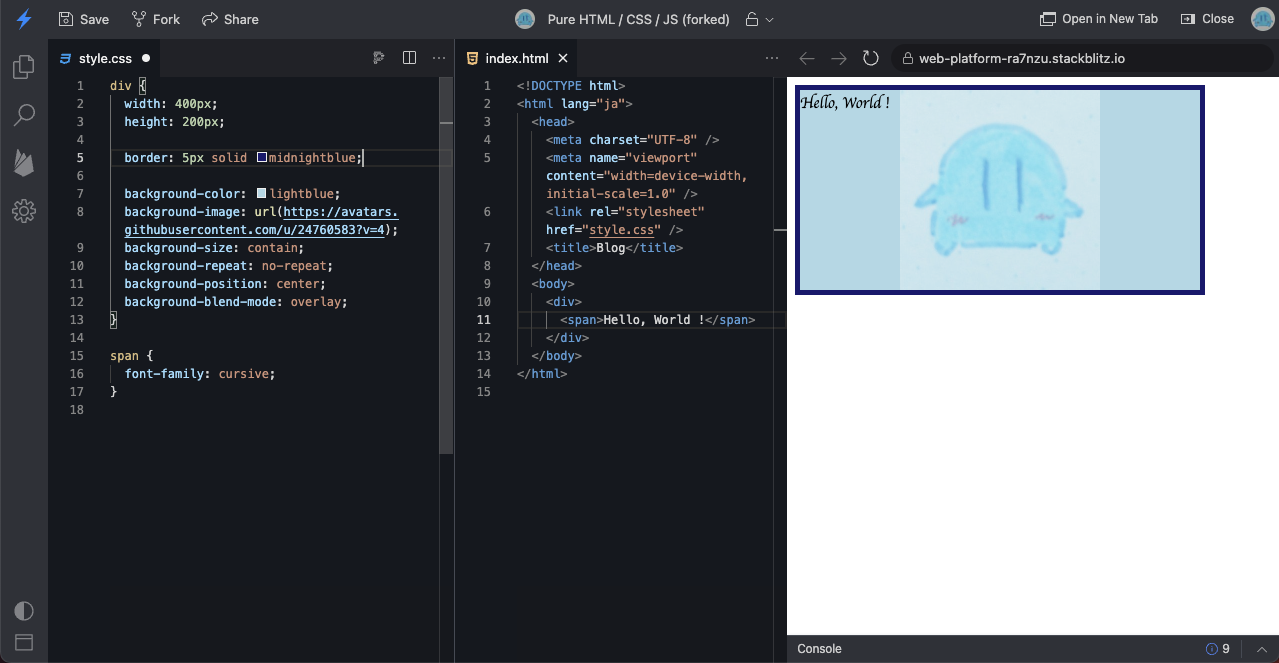 Save Fork Share Pure HTML / CSS / JS (forked) Open in New Tab Close
style.css
1 div {
2 width: 400px;
3 height: 200px;
4
5 border: 5px solid midnightblue;
6
7 background-color: lightblue;
8 background-image: url(https://avatars.
githubusercontent.com/u/24760583?v=4);
9 background-size: contain;
10 background-repeat: no-repeat;
11 background-position: center;
12 background-blend-mode: overlay;
13 }
14
15 span {
16 font-family: cursive;
17 }
18
index.html
1 <!DOCTYPE html>
2 <html lang="ja">
3 <head>
4 <meta charset="UTF-8" />
5 <meta name="viewport"
content="width=device-width,
initial-scale=1.0" />
6 <link rel="stylesheet"
href="style.css" />
7 <title>Blog</title>
8 </head>
9 <body>
10 <div>
11 <span>Hello, World !</span>
12 </div>
13 </body>
14 </html>
15
web-platform-ra7nzu.stackblitz.io
Hello, World !
Console 9